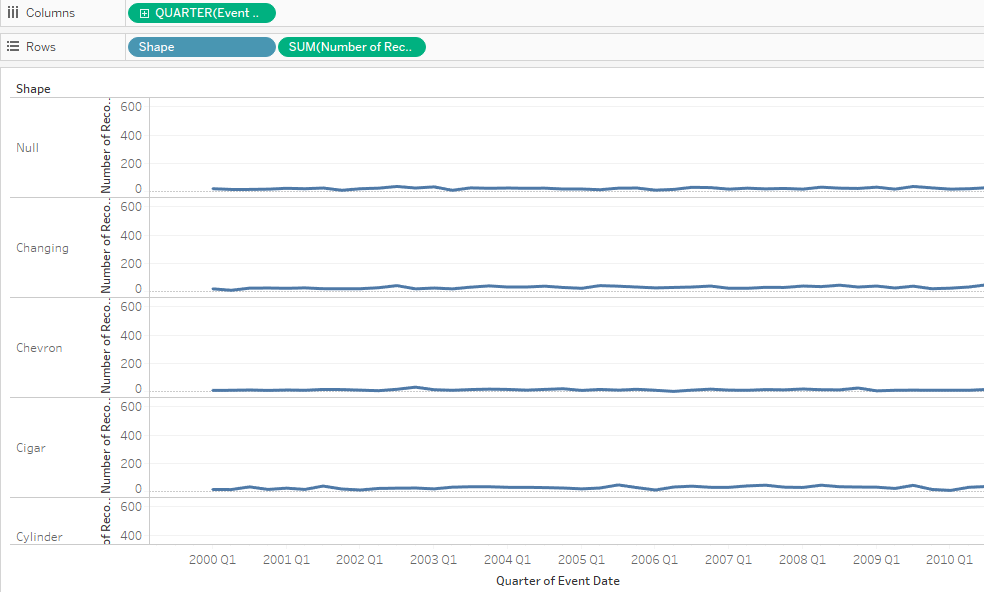 Columns
QUARTER(Event ..
Rows
Shape
SUM(Number of Rec..
Shape
Null
Number of Reco..
600
400
200
0
Changing
Number of Reco..
600
400
200
0
Chevron
Number of Reco..
600
400
200
0
Cigar
Number of Reco..
600
400
200
0
Cylinder
of Reco..
600
400
2000 Q1 2001 Q1 2002 Q1 2003 Q1 2004 Q1 2005 Q1 2006 Q1 2007 Q1 2008 Q1 2009 Q1 2010 Q1
Quarter of Event Date